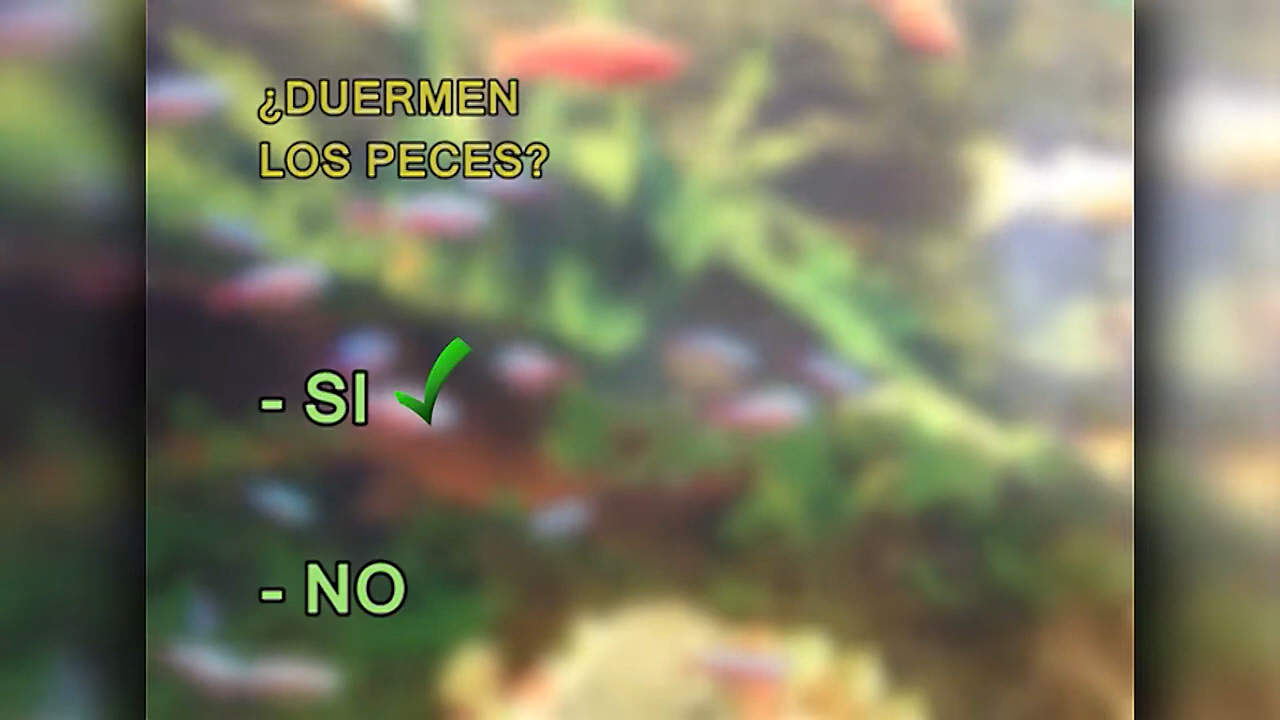 ¿DUERMEN
LOS PECES?
- SI
- NO